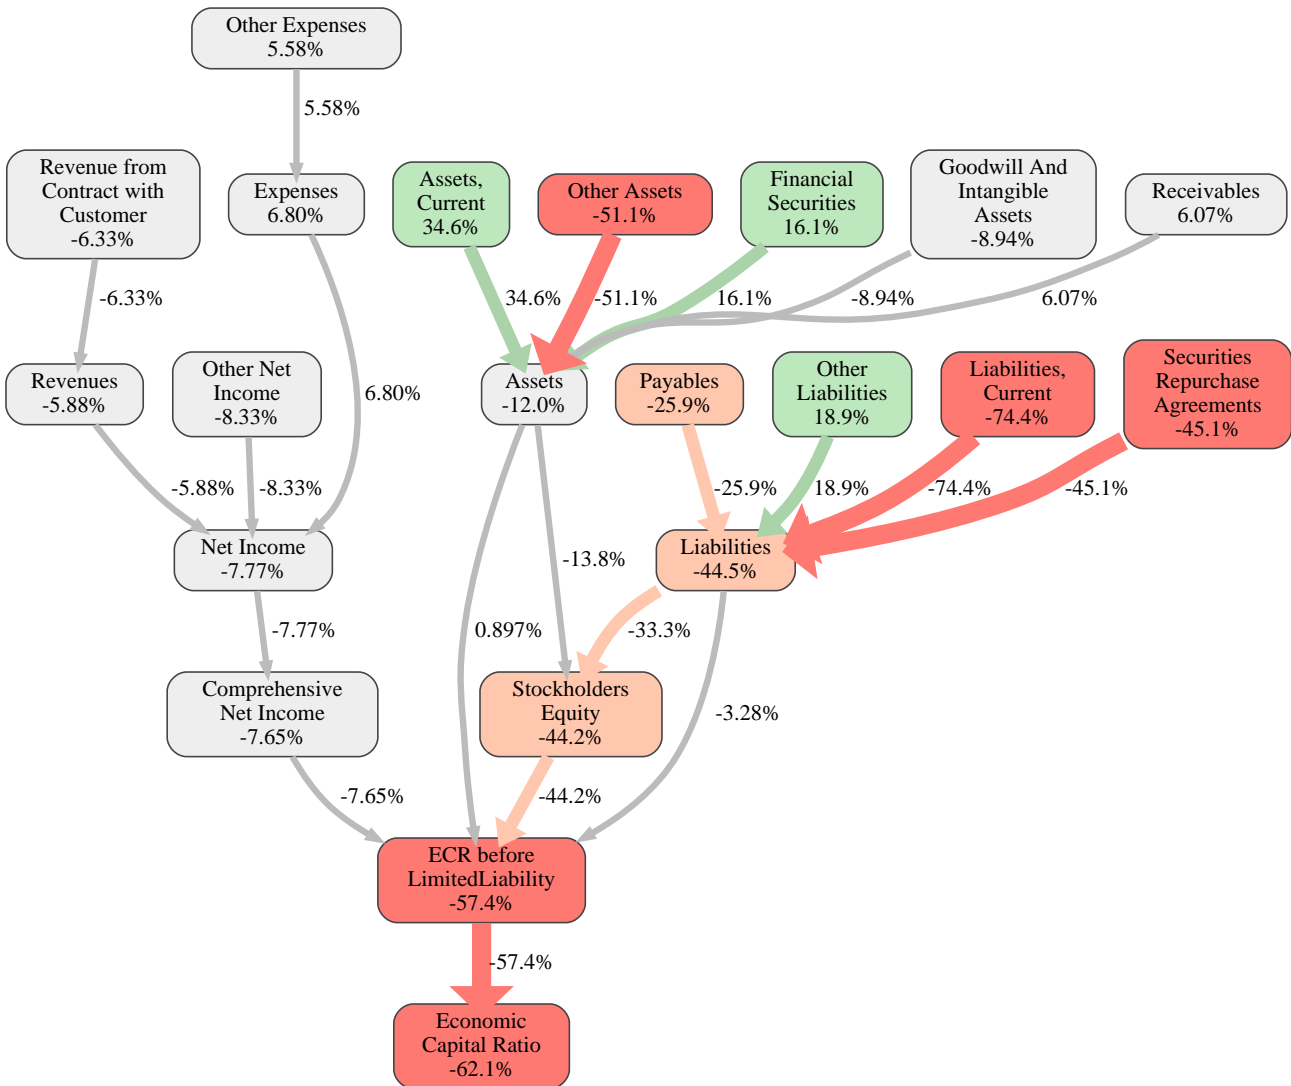 Other Expenses
5.58%
5.58%
Revenue from
Contract with
Customer
-6.33%
Expenses
6.80%
Assets,
Current
34.6%
Other Assets
-51.1%
Financial
Securities
16.1%
Goodwill And
Intangible
Assets
-8.94%
Receivables
6.07%
-6.33%
34.6%
-51.1%
16.1%
-8.94%
6.07%
Revenues
-5.88%
Other Net
Income
-8.33%
6.80%
Assets
-12.0%
Payables
-25.9%
Other
Liabilities
18.9%
Liabilities,
Current
-74.4%
Securities
Repurchase
Agreements
-45.1%
-5.88%
-8.33%
-25.9%
18.9%
-74.4%
-45.1%
Net Income
-7.77%
-13.8%
Liabilities
-44.5%
-7.77%
0.897%
-33.3%
Comprehensive
Net Income
-7.65%
Stockholders
Equity
-44.2%
-3.28%
-7.65%
-44.2%
ECR before
LimitedLiability
-57.4%
-57.4%
Economic
Capital Ratio
-62.1%